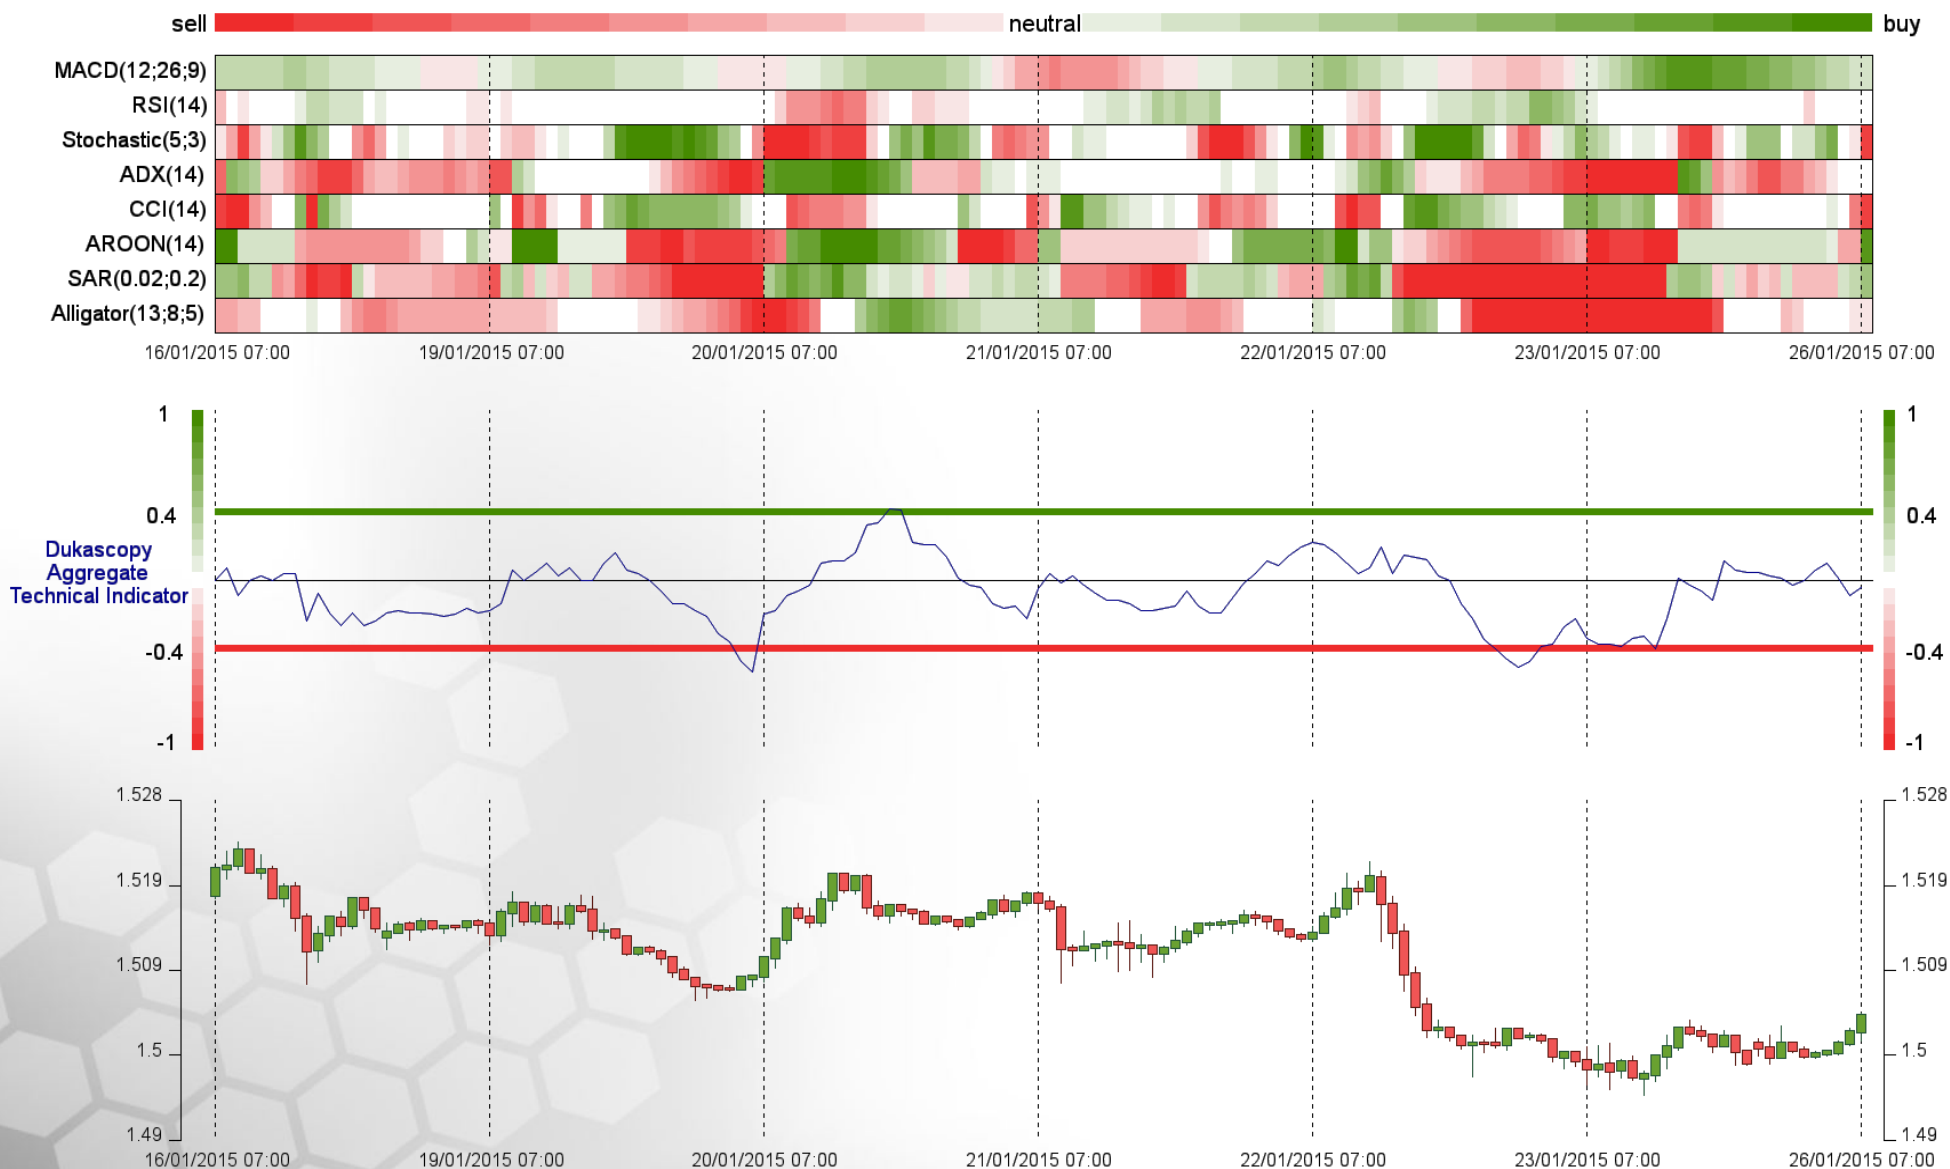 sell neutral buy
MACD(12;26;9)
RSI(14)
Stochastic(5;3)
ADX(14)
CCI(14)
AROON(14)
SAR(0.02;0.2)
Alligator(13;8;5)
16/01/2015 07:00 19/01/2015 07:00 20/01/2015 07:00 21/01/2015 07:00 22/01/2015 07:00 23/01/2015 07:00 26/01/2015 07:00
1 1
0.4 0.4
Dukascopy
Aggregate
Technical Indicator
-0.4 -0.4
-1 -1
1.528 1.528
1.519 1.519
1.509 1.509
1.5 1.5
1.49 1.49
16/01/2015 07:00 19/01/2015 07:00 20/01/2015 07:00 21/01/2015 07:00 22/01/2015 07:00 23/01/2015 07:00 26/01/2015 07:00